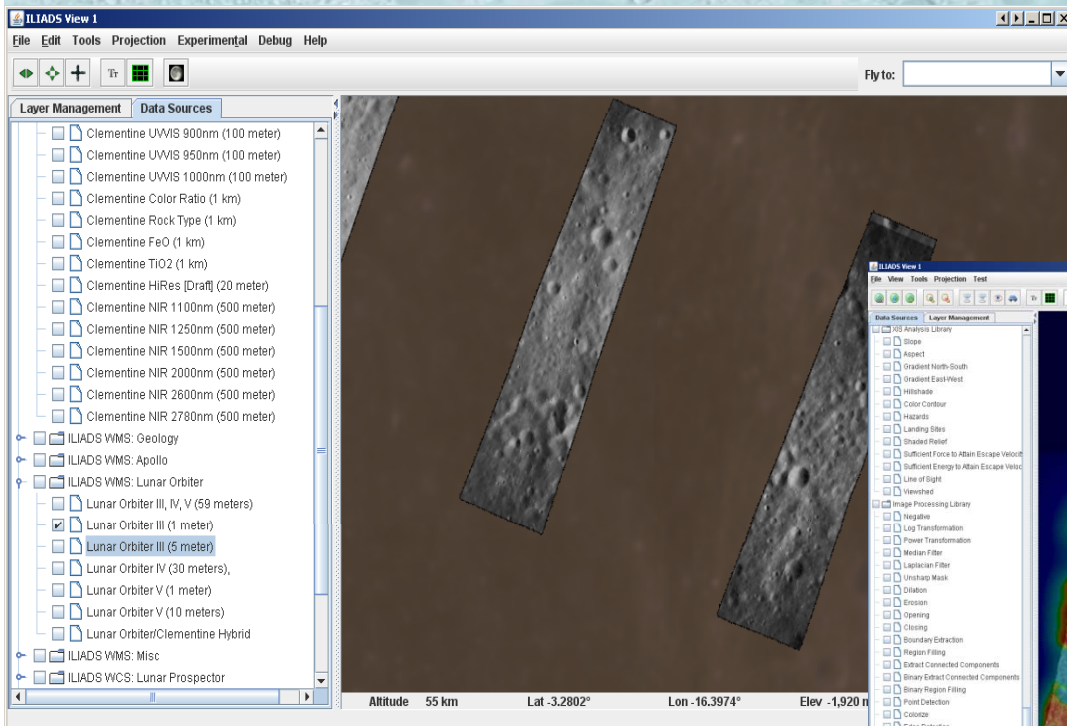 ILIADS View 1
File Edit Tools Projection Experimental Debug Help
TT
Fly to:
Layer Management Data Sources
Clementine UVVIS 900nm (100 meter)
Clementine UVVIS 950nm (100 meter)
Clementine UVVIS 1000nm (100 meter)
Clementine Color Ratio (1 km)
Clementine Rock Type (1 km)
Clementine FeO (1 km)
Clementine TiO2 (1 km)
Clementine HiRes [Draft] (20 meter)
Clementine NIR 1100nm (500 meter)
Clementine NIR 1250nm (500 meter)
Clementine NIR 1500nm (500 meter)
Clementine NIR 2000nm (500 meter)
Clementine NIR 2600nm (500 meter)
Clementine NIR 2780nm (500 meter)
ILIADS WMS: Geology
ILIADS WMS: Apollo
ILIADS WMS: Lunar Orbiter
Lunar Orbiter III, IV, V (59 meters)
Lunar Orbiter III (1 meter)
Lunar Orbiter III (5 meter)
Lunar Orbiter IV (30 meters),
Lunar Orbiter V (1 meter)
Lunar Orbiter V (10 meters)
Lunar Orbiter/Clementine Hybrid
ILIADS WMS: Misc
ILIADS WCS: Lunar Prospector
Altitude 55 km Lat -3.2802° Lon -16.3974° Elev -1,920 m
ILIADS View 1
File View Tools Projection Test
TT
Data Sources Layer Management
XIS Analysis Library
Slope
Aspect
Gradient North-South
Gradient East-West
Hillshade
Color Contour
Hazards
Landing Sites
Shaded Relief
Sufficient Force to Attain Escape Velocit
Sufficient Energy to Attain Escape Veloc
Line of Sight
Viewshed
Image Processing Library
Negative
Log Transformation
Power Transformation
Median Filter
Laplacian Filter
Unsharp Mask
Dilation
Erosion
Opening
Closing
Boundary Extraction
Region Filling
Extract Connected Components
Binary Extract Connected Components
Binary Region Filling
Point Detection
Colorize
Edge Detection